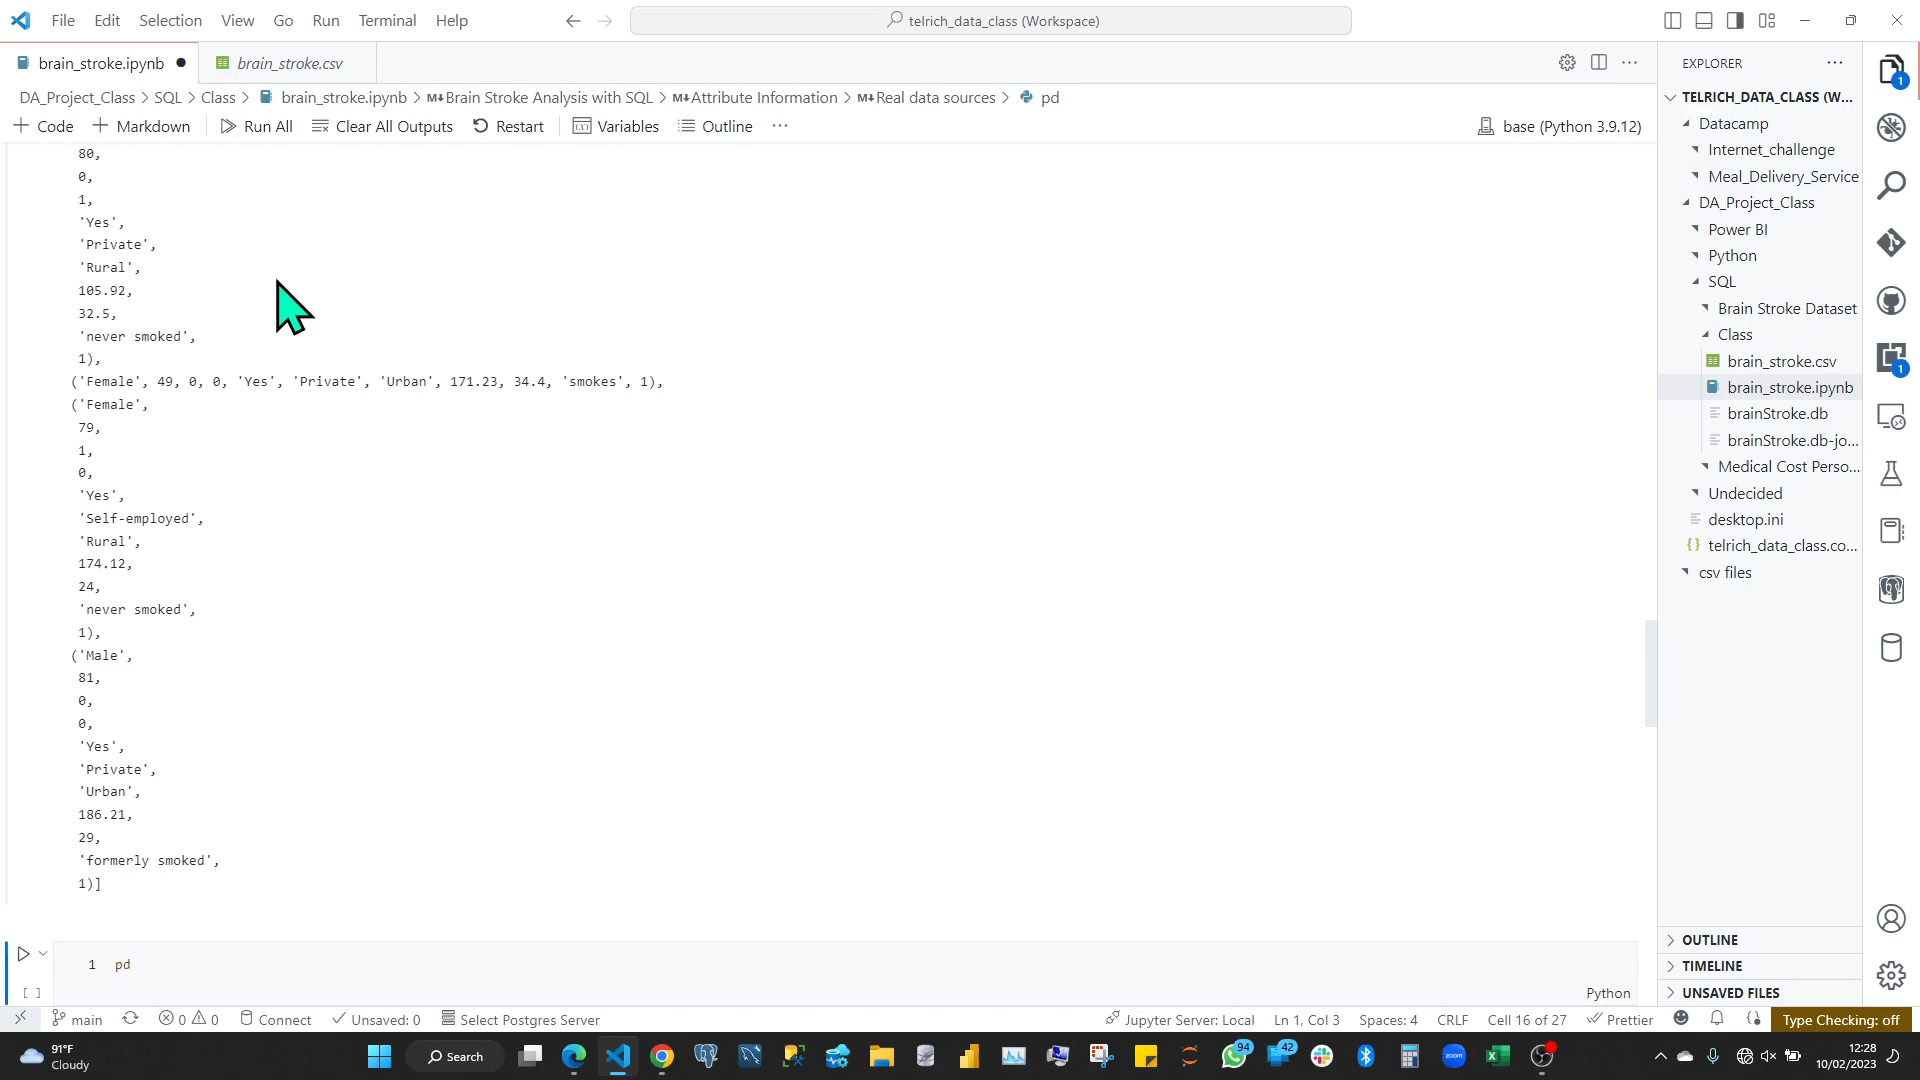 File Edit Selection View Go Run Terminal Help
telrich_data_class (Workspace)
brain_stroke.ipynb
brain_stroke.csv
DA_Project_Class > SQL > Class > brain_stroke.ipynb > M↓Brain Stroke Analysis with SQL > M↓Attribute Information > M↓Real data sources > pd
+ Code + Markdown Run All Clear All Outputs Restart Variables Outline ...
base (Python 3.9.12)
80,
0,
1,
'Yes',
'Private',
'Rural',
105.92,
32.5,
'never smoked',
1),
('Female', 49, 0, 0, 'Yes', 'Private', 'Urban', 171.23, 34.4, 'smokes', 1),
('Female',
79,
1,
0,
'Yes',
'Self-employed',
'Rural',
174.12,
24,
'never smoked',
1),
('Male',
81,
0,
0,
'Yes',
'Private',
'Urban',
186.21,
29,
'formerly smoked',
1)]
1 pd
[ ]
Python
EXPLORER
TELRICH_DATA_CLASS (W...
Datacamp
Internet_challenge
Meal_Delivery_Service
DA_Project_Class
Power BI
Python
SQL
Brain Stroke Dataset
Class
brain_stroke.csv
brain_stroke.ipynb
brainStroke.db
brainStroke.db-jo...
Medical Cost Perso...
Undecided
desktop.ini
telrich_data_class.co...
csv files
OUTLINE
TIMELINE
UNSAVED FILES
1
1
main 0 0 Connect Unsaved: 0 Select Postgres Server
Jupyter Server: Local Ln 1, Col 3 Spaces: 4 CRLF Cell 16 of 27 Prettier Type Checking: off
91°F
Cloudy
Search
94
42
zoom
12:28
10/02/2023